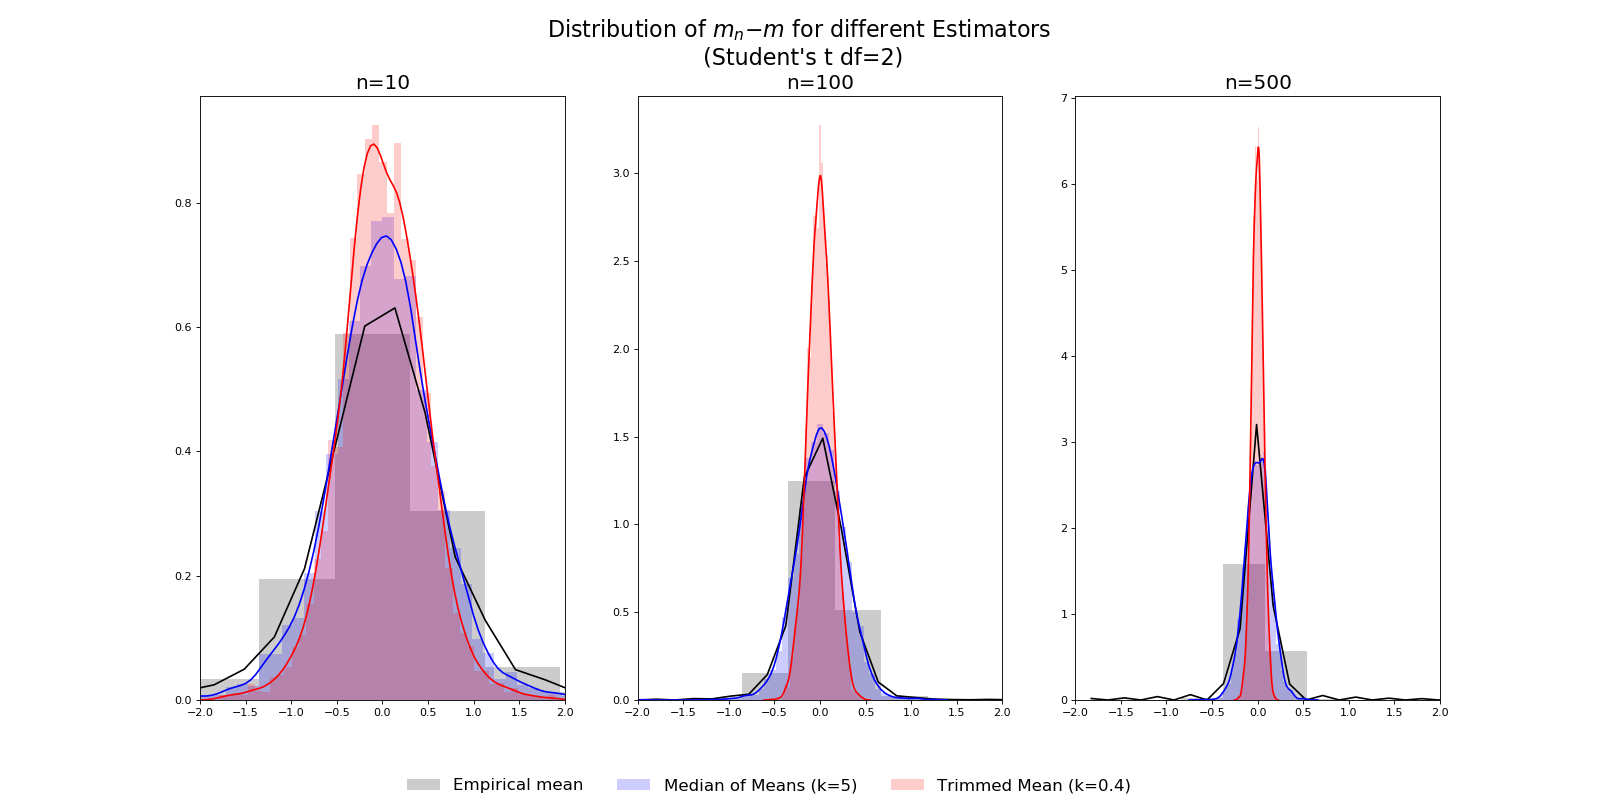 Distribution of mₙ−m for different Estimators
(Student's t df=2)
n=10
0.8
0.6
0.4
0.2
0.0
−2.0 −1.5 −1.0 −0.5 0.0 0.5 1.0 1.5 2.0
n=100
3.0
2.5
2.0
1.5
1.0
0.5
0.0
−2.0 −1.5 −1.0 −0.5 0.0 0.5 1.0 1.5 2.0
n=500
7
6
5
4
3
2
1
0
−2.0 −1.5 −1.0 −0.5 0.0 0.5 1.0 1.5 2.0
Empirical mean Median of Means (k=5) Trimmed Mean (k=0.4)